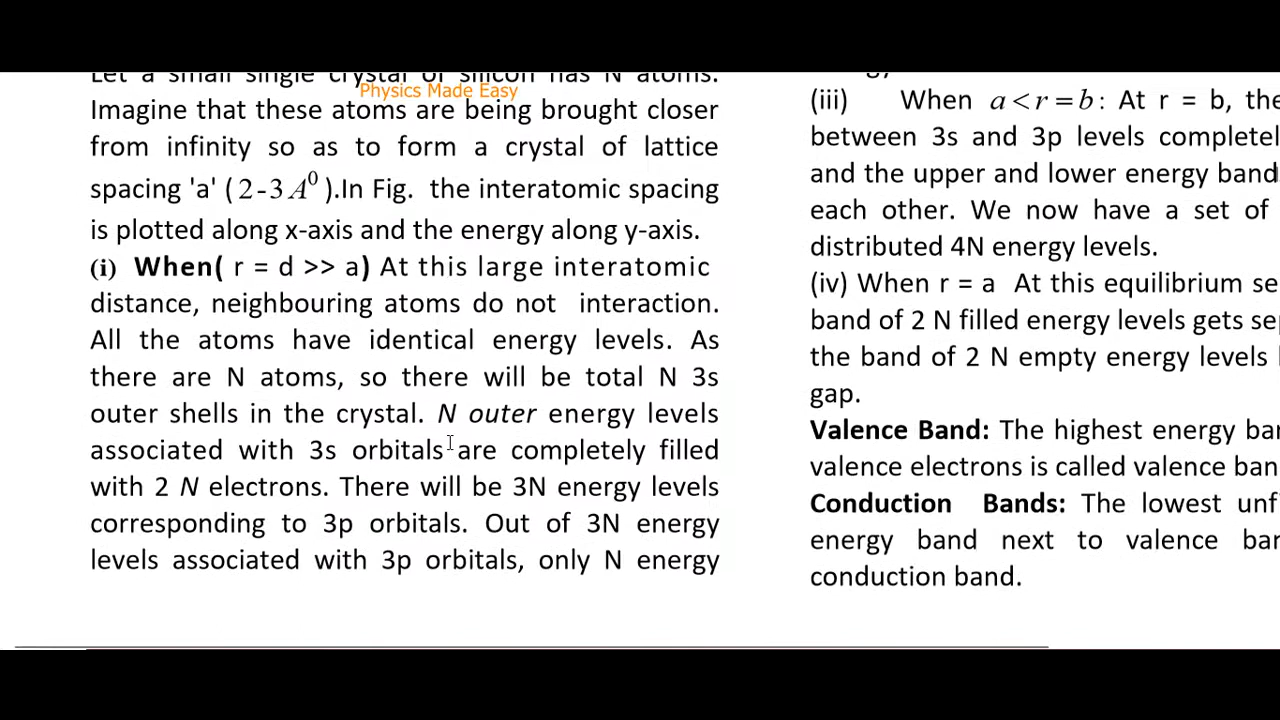 Let a small single crystal of silicon has N atoms.
Physics Made Easy
Imagine that these atoms are being brought closer
from infinity so as to form a crystal of lattice
spacing 'a' (2-3 A⁰).In Fig. the interatomic spacing
is plotted along x-axis and the energy along y-axis.
(i) When( r = d >> a) At this large interatomic
distance, neighbouring atoms do not interaction.
All the atoms have identical energy levels. As
there are N atoms, so there will be total N 3s
outer shells in the crystal. N outer energy levels
associated with 3s orbitals are completely filled
with 2 N electrons. There will be 3N energy levels
corresponding to 3p orbitals. Out of 3N energy
levels associated with 3p orbitals, only N energy
(iii) When a<r=b: At r = b, the
between 3s and 3p levels completel
and the upper and lower energy band
each other. We now have a set of
distributed 4N energy levels.
(iv) When r = a At this equilibrium se
band of 2 N filled energy levels gets se
the band of 2 N empty energy levels
gap.
Valence Band: The highest energy ba
valence electrons is called valence ban
Conduction Bands: The lowest unf
energy band next to valence ba
conduction band.